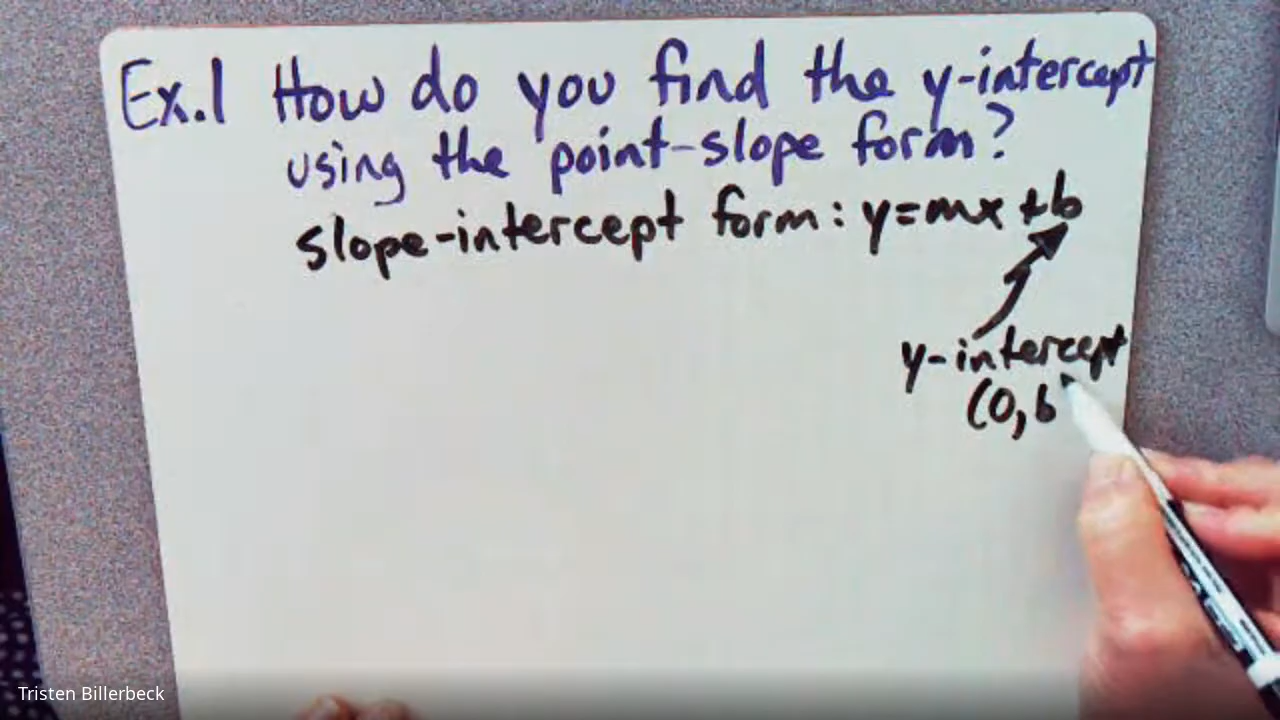 Ex.1 How do you find the y-intercept
using the point-slope form?
slope-intercept form: y=mx+b
y-intercept
(0,b
Tristen Billerbeck